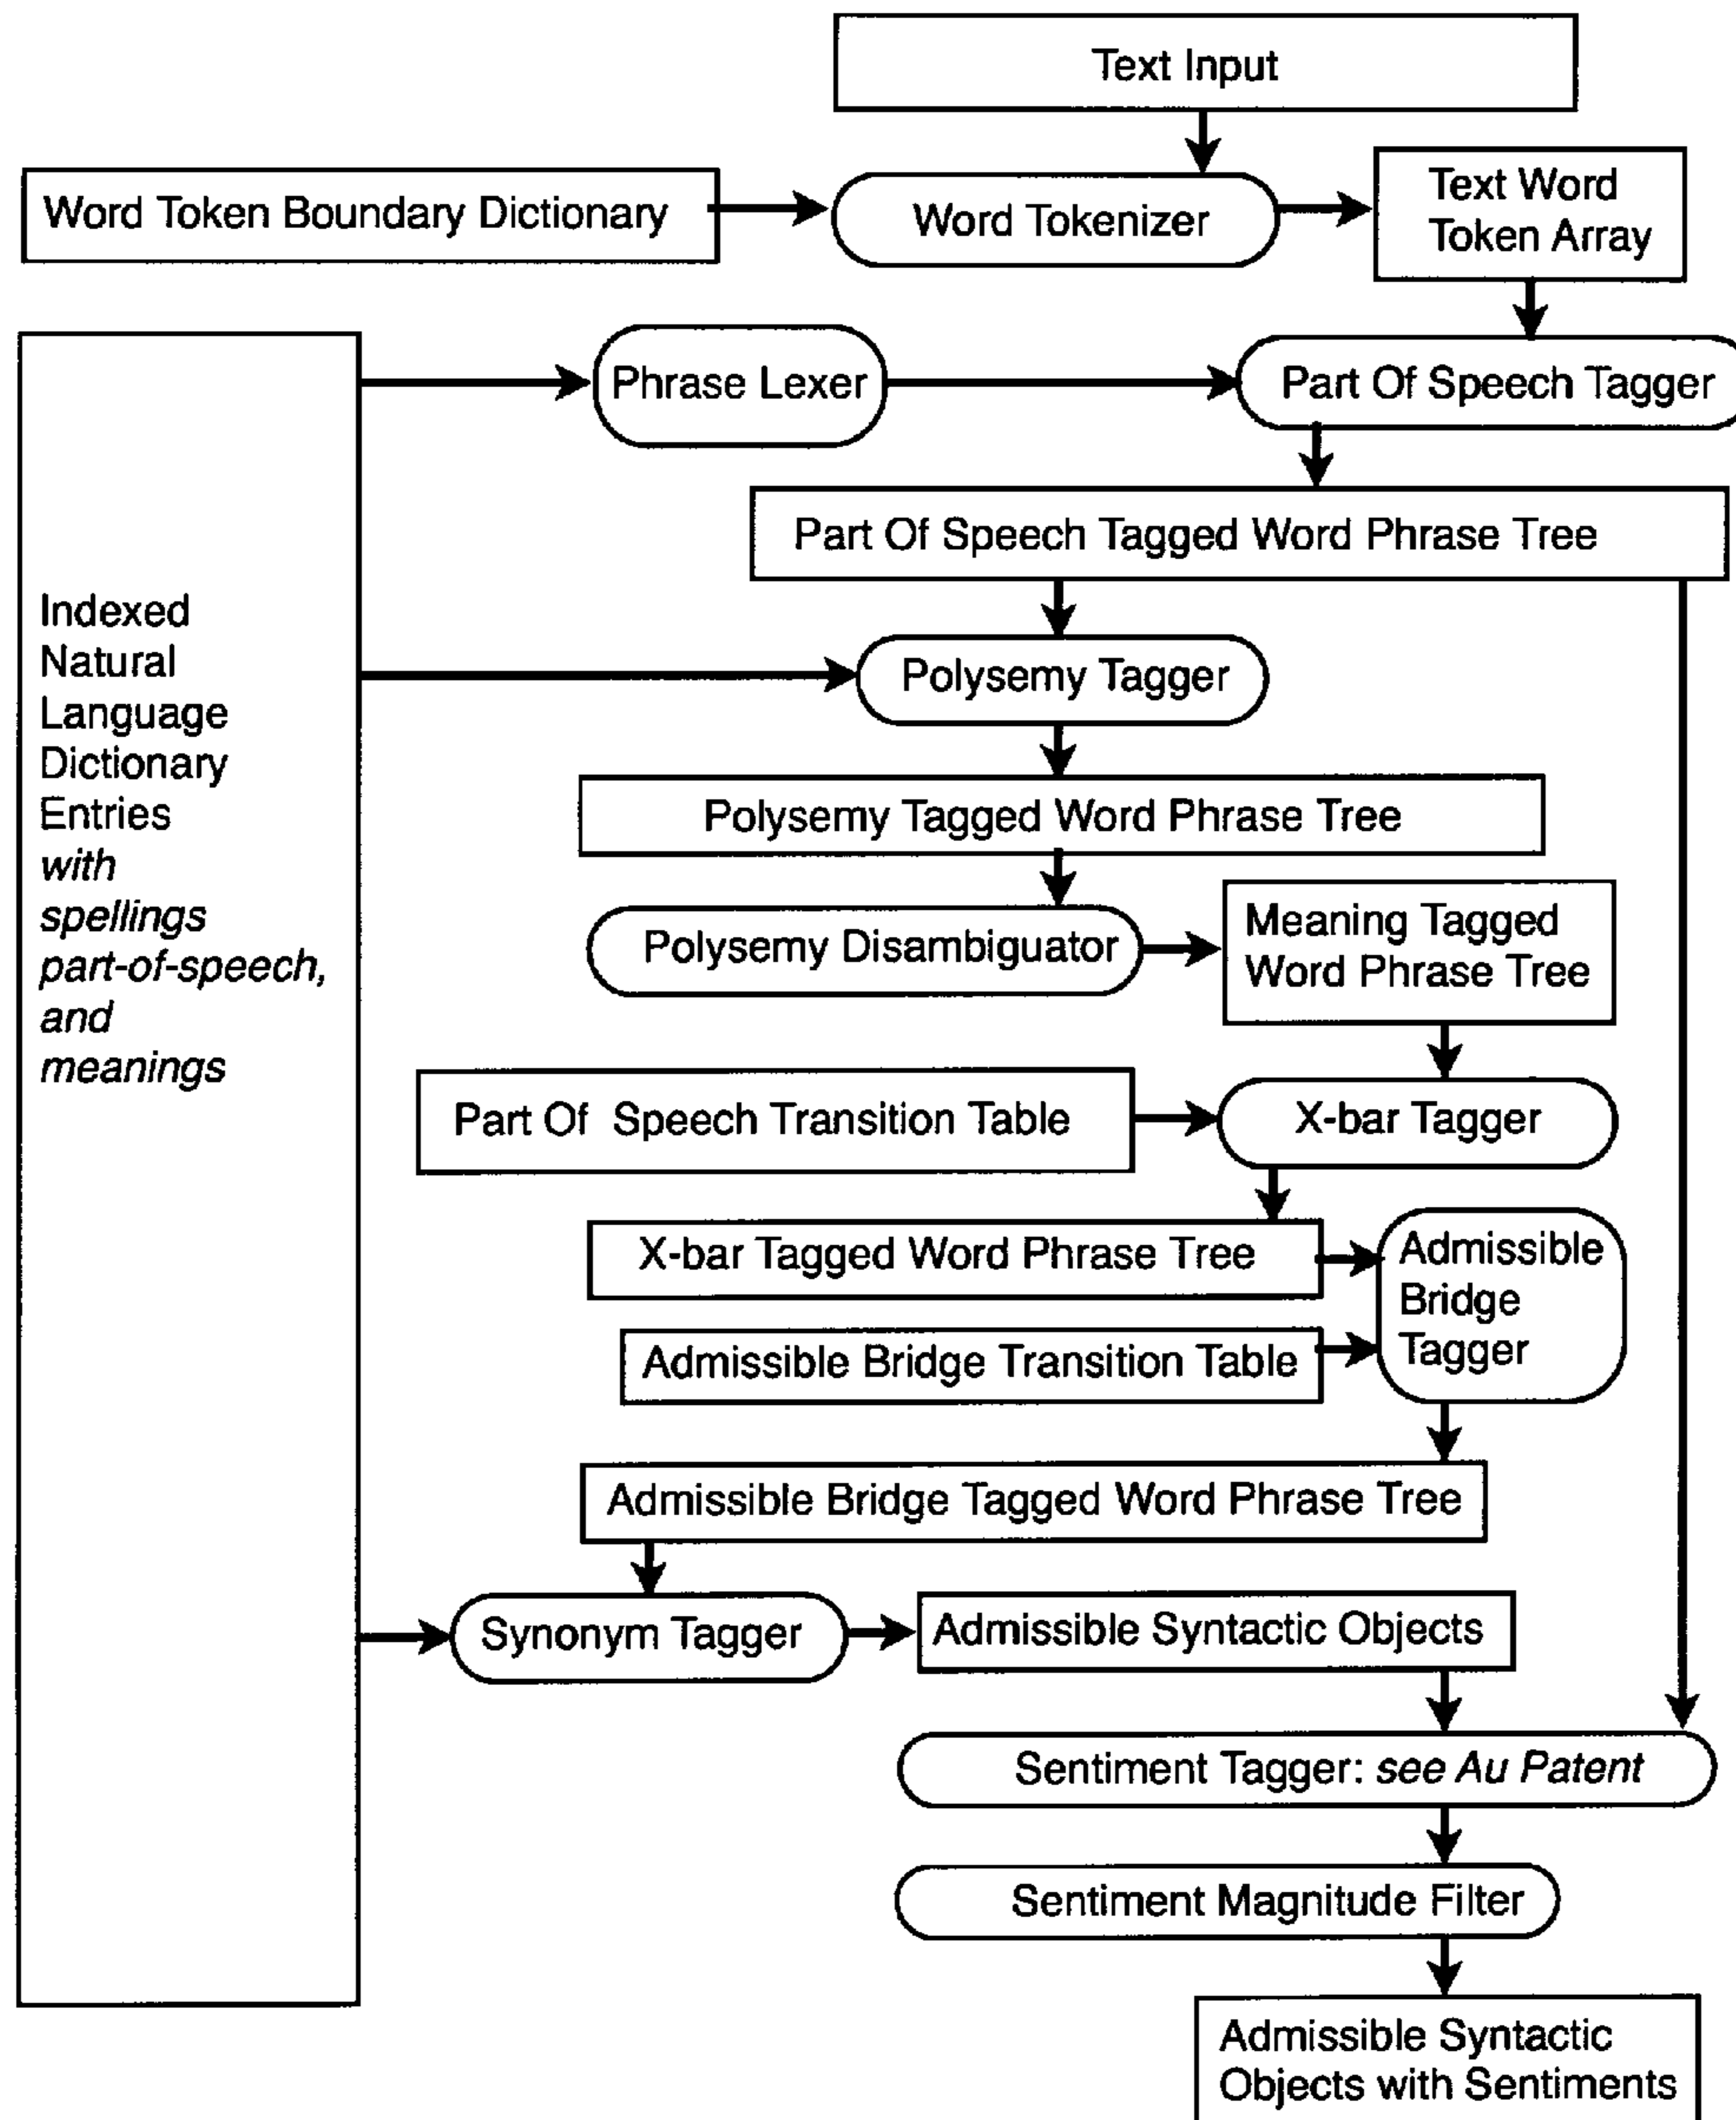 Text Input
Word Token Boundary Dictionary
Word Tokenizer
Text Word
Token Array
Phrase Lexer
Part Of Speech Tagger
Part Of Speech Tagged Word Phrase Tree
Indexed
Natural
Language
Dictionary
Entries
with
spellings
part-of-speech,
and
meanings
Polysemy Tagger
Polysemy Tagged Word Phrase Tree
Polysemy Disambiguator
Meaning Tagged
Word Phrase Tree
Part Of Speech Transition Table
X-bar Tagger
X-bar Tagged Word Phrase Tree
Admissible
Bridge
Tagger
Admissible Bridge Transition Table
Admissible Bridge Tagged Word Phrase Tree
Synonym Tagger
Admissible Syntactic Objects
Sentiment Tagger: see Au Patent
Sentiment Magnitude Filter
Admissible Syntactic
Objects with Sentiments